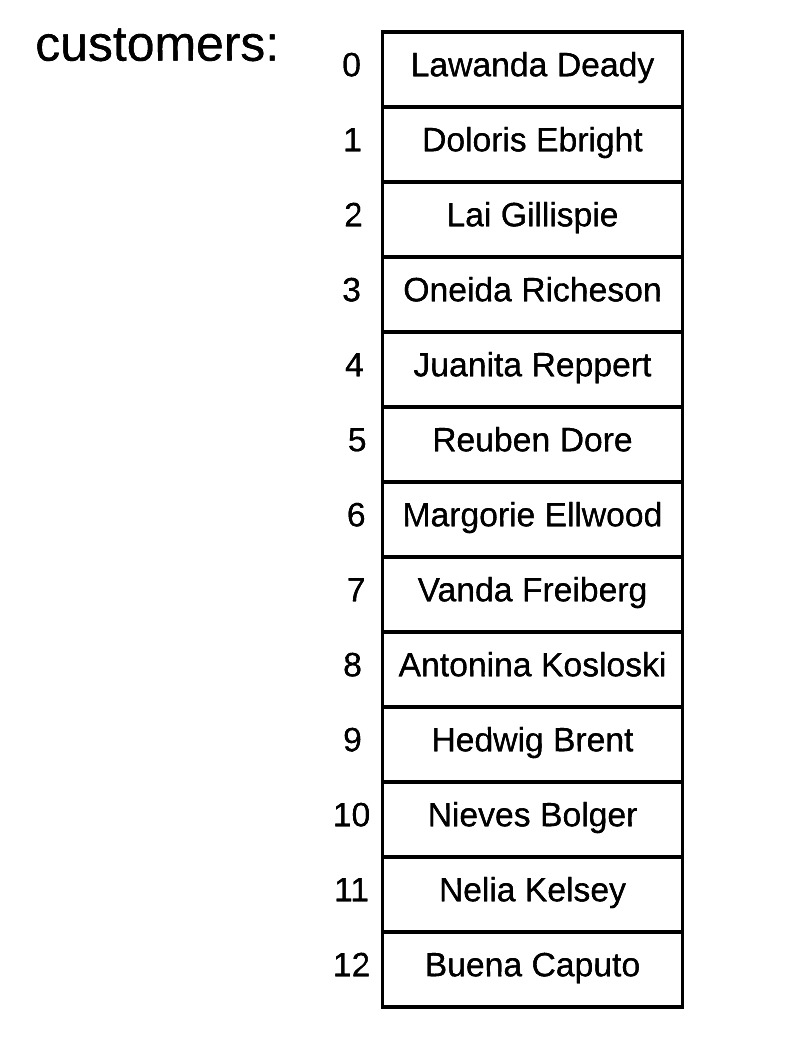 customers:
0 Lawanda Deady
1 Doloris Ebright
2 Lai Gillispie
3 Oneida Richeson
4 Juanita Reppert
5 Reuben Dore
6 Margorie Ellwood
7 Vanda Freiberg
8 Antonina Kosloski
9 Hedwig Brent
10 Nieves Bolger
11 Nelia Kelsey
12 Buena Caputo